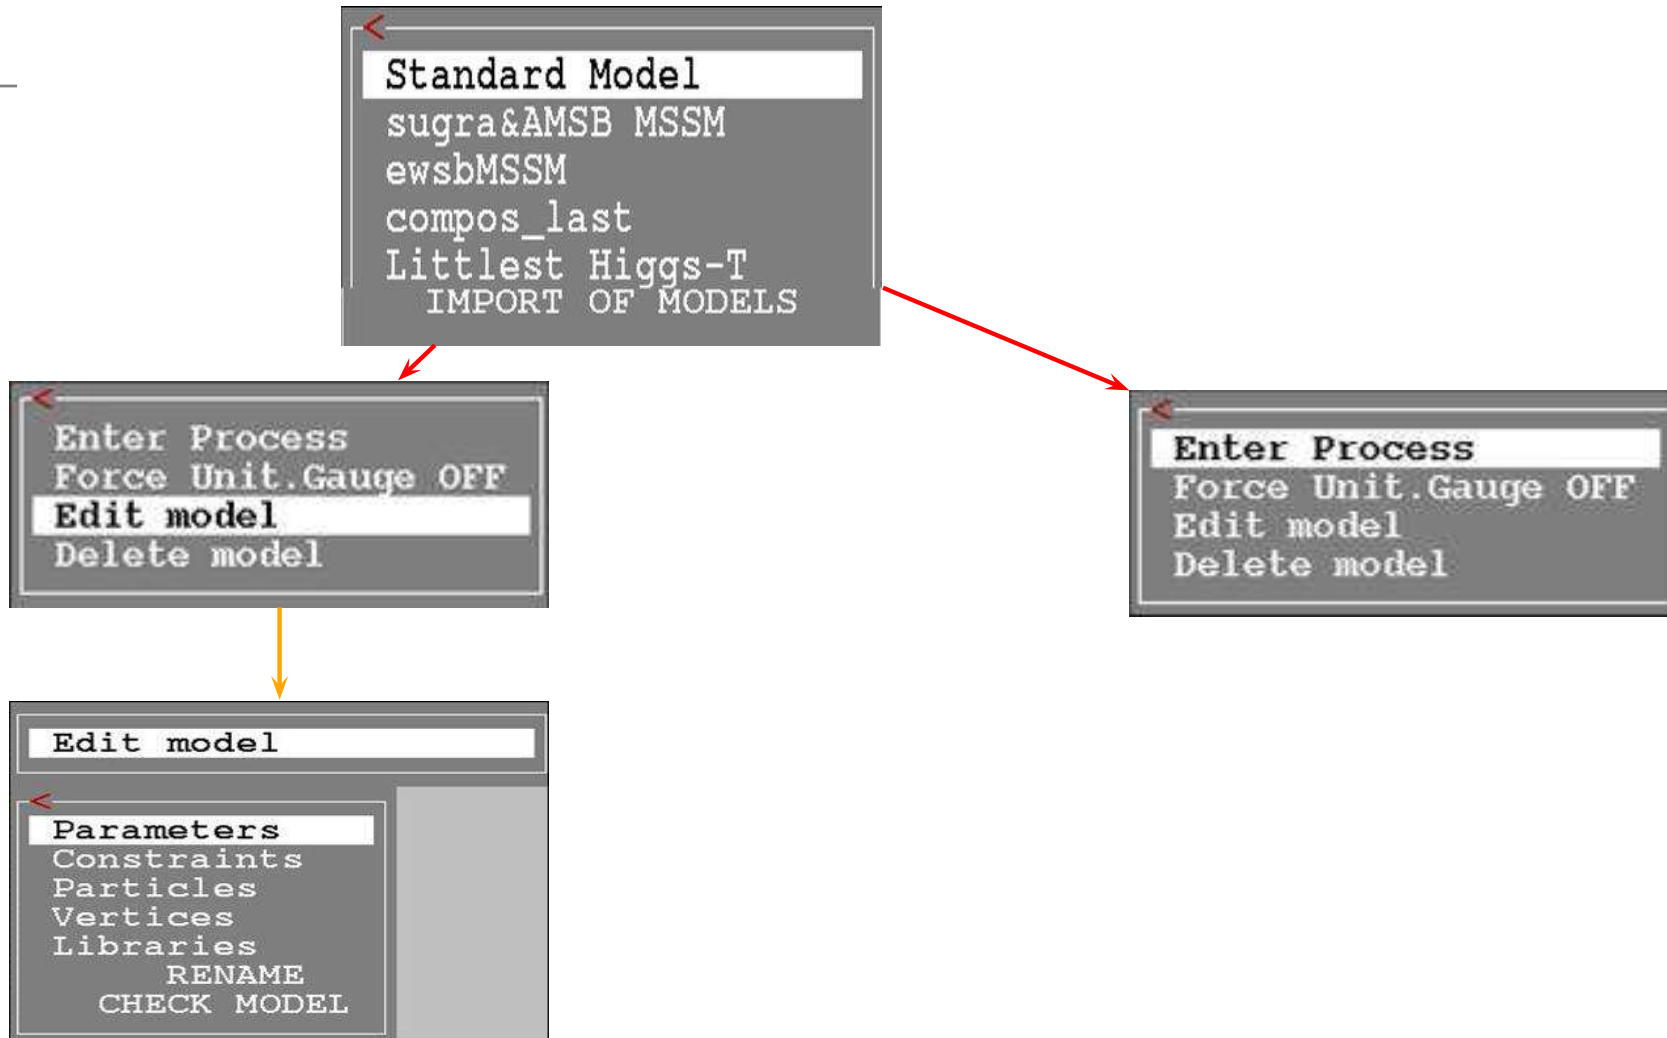 <
Standard Model
sugra&AMSB MSSM
ewsbMSSM
compos_last
Littlest Higgs-T
IMPORT OF MODELS
<
Enter Process
Force Unit.Gauge OFF
Edit model
Delete model
<
Enter Process
Force Unit.Gauge OFF
Edit model
Delete model
Edit model
<
Parameters
Constraints
Particles
Vertices
Libraries
RENAME
CHECK MODEL